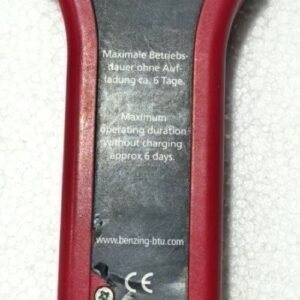 Maximale Betriebs-
dauer ohne Auf-
ladung ca. 6 Tage.
Maximum
operating duration
without charging
approx 6 days.
www.benzing-btu.com
CE